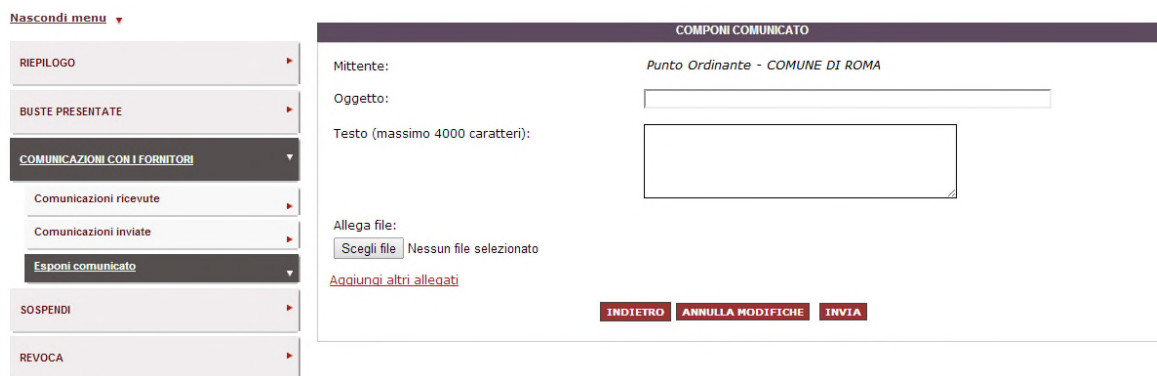 Nascondi menu
RIEPILOGO
BUSTE PRESENTATE
COMUNICAZIONI CON I FORNITORI
Comunicazioni ricevute
Comunicazioni inviate
Esponi comunicato
SOSPENDI
REVOCA
COMPONI COMUNICATO
Mittente: Punto Ordinante - COMUNE DI ROMA
Oggetto:
Testo (massimo 4000 caratteri):
Allega file:
Scegli file Nessun file selezionato
Aggiungi altri allegati
INDIETRO ANNULLA MODIFICHE INVIA